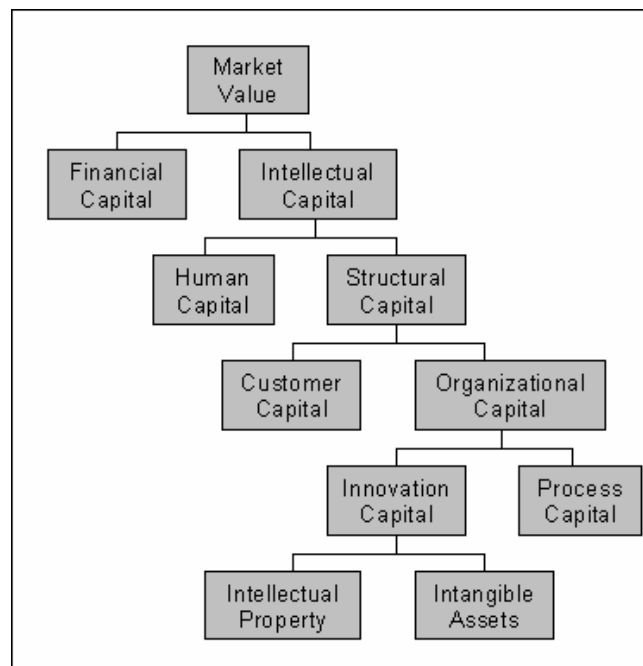 Market
Value
Financial
Capital
Intellectual
Capital
Human
Capital
Structural
Capital
Customer
Capital
Organizational
Capital
Innovation
Capital
Process
Capital
Intellectual
Property
Intangible
Assets